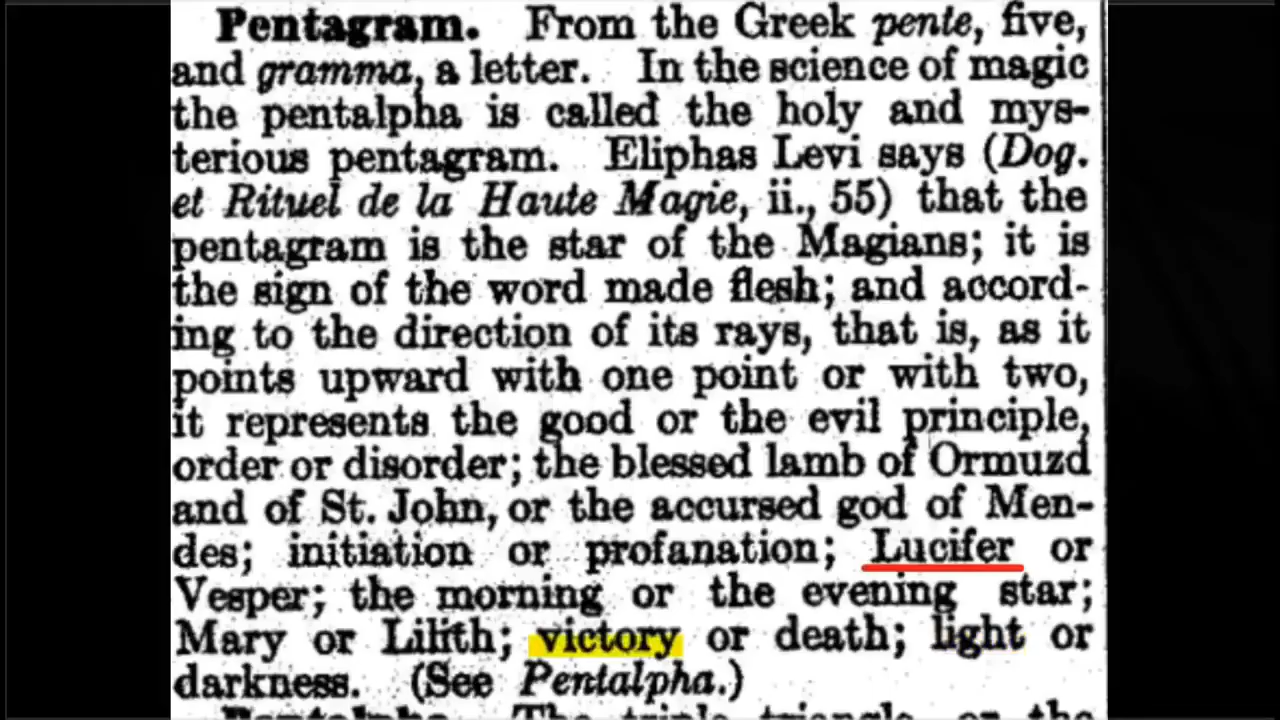 Pentagram. From the Greek pente, five,
and gramma, a letter. In the science of magic
the pentalpha is called the holy and mys-
terious pentagram. Eliphas Levi says (Dog.
et Rituel de la Haute Magie, ii., 55) that the
pentagram is the star of the Magians; it is
the sign of the word made flesh; and accord-
ing to the direction of its rays, that is, as it
points upward with one point or with two,
it represents the good or the evil principle,
order or disorder; the blessed lamb of Ormuzd
and of St. John, or the accursed god of Men-
des; initiation or profanation; Lucifer or
Vesper; the morning or the evening star;
Mary or Lilith; victory or death; light or
darkness. (See Pentalpha.)
Pentalpha. The triple triangle, or the